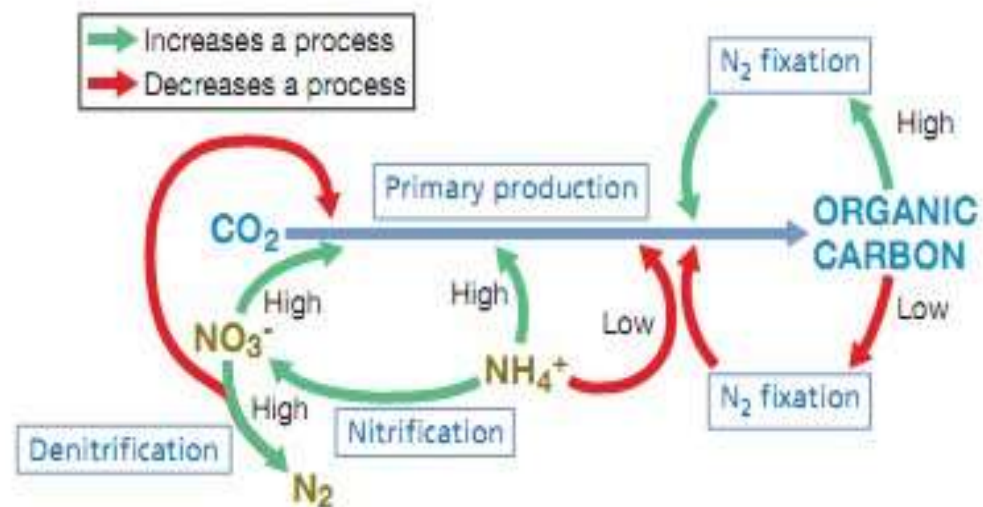 Increases a process
Decreases a process
N₂ fixation
High
Primary production
CO₂
ORGANIC
CARBON
High
High
Low
Low
NO₃⁻
NH₄⁺
N₂ fixation
High
Nitrification
Denitrification
N₂